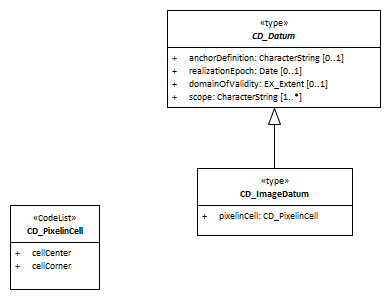 «type»
CD_Datum
+ anchorDefinition: CharacterString [0..1]
+ realizationEpoch: Date [0..1]
+ domainOfValidity: EX_Extent [0..1]
+ scope: CharacterString [1..*]
«type»
CD_ImageDatum
+ pixelinCell: CD_PixelinCell
«CodeList»
CD_PixelinCell
+ cellCenter
+ cellCorner